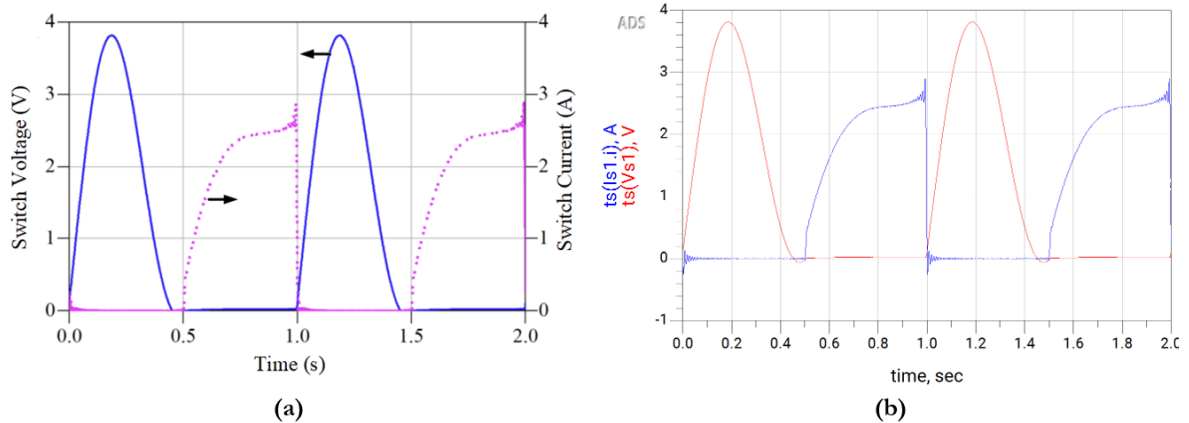 4
3
2
1
0
Switch Voltage (V)
4
3
2
1
0
Switch Current (A)
0.0 0.5 1.0 1.5 2.0
Time (s)
(a)
ADS
4
3
2
1
0
-1
ts(Is1.i), A
ts(Vs1), V
0.0 0.2 0.4 0.6 0.8 1.0 1.2 1.4 1.6 1.8 2.0
time, sec
(b)